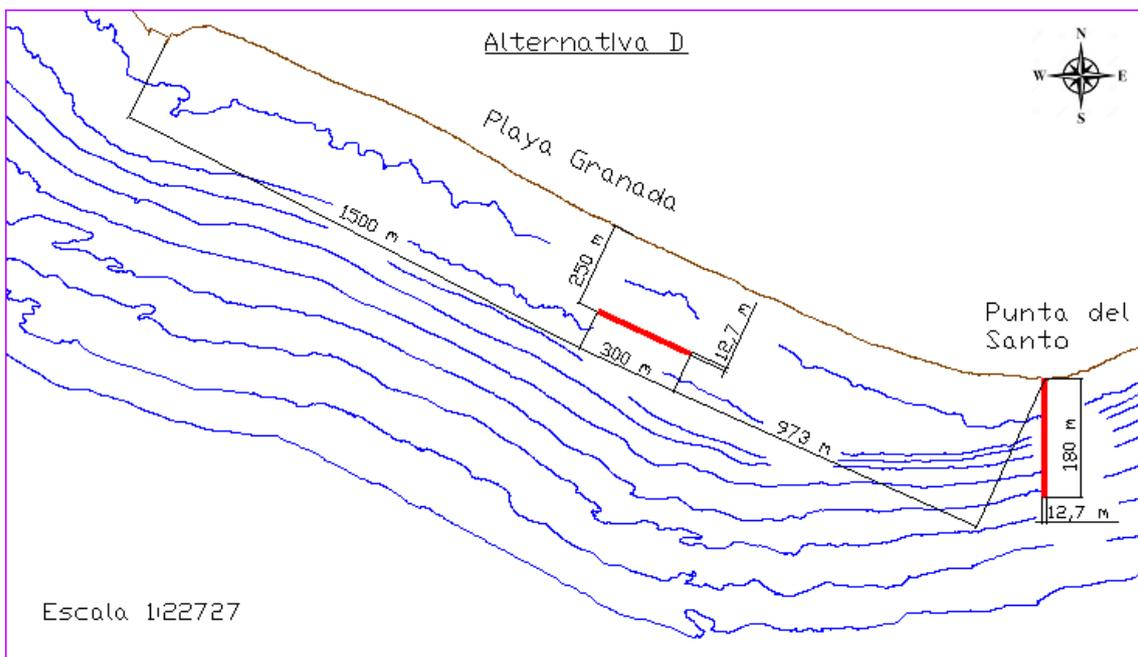 Alternativa D
N
W E
S
Playa Granada
1500 m
250 m
12,7 m
300 m
973 m
Punta del
Santo
180 m
12,7 m
Escala 1:22727